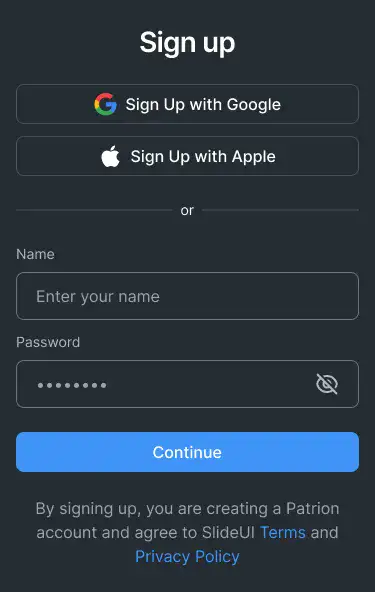 Sign up
Sign Up with Google
Sign Up with Apple
or
Name
Enter your name
Password
••••••••
Continue
By signing up, you are creating a Patrion
account and agree to SlideUI Terms and
Privacy Policy